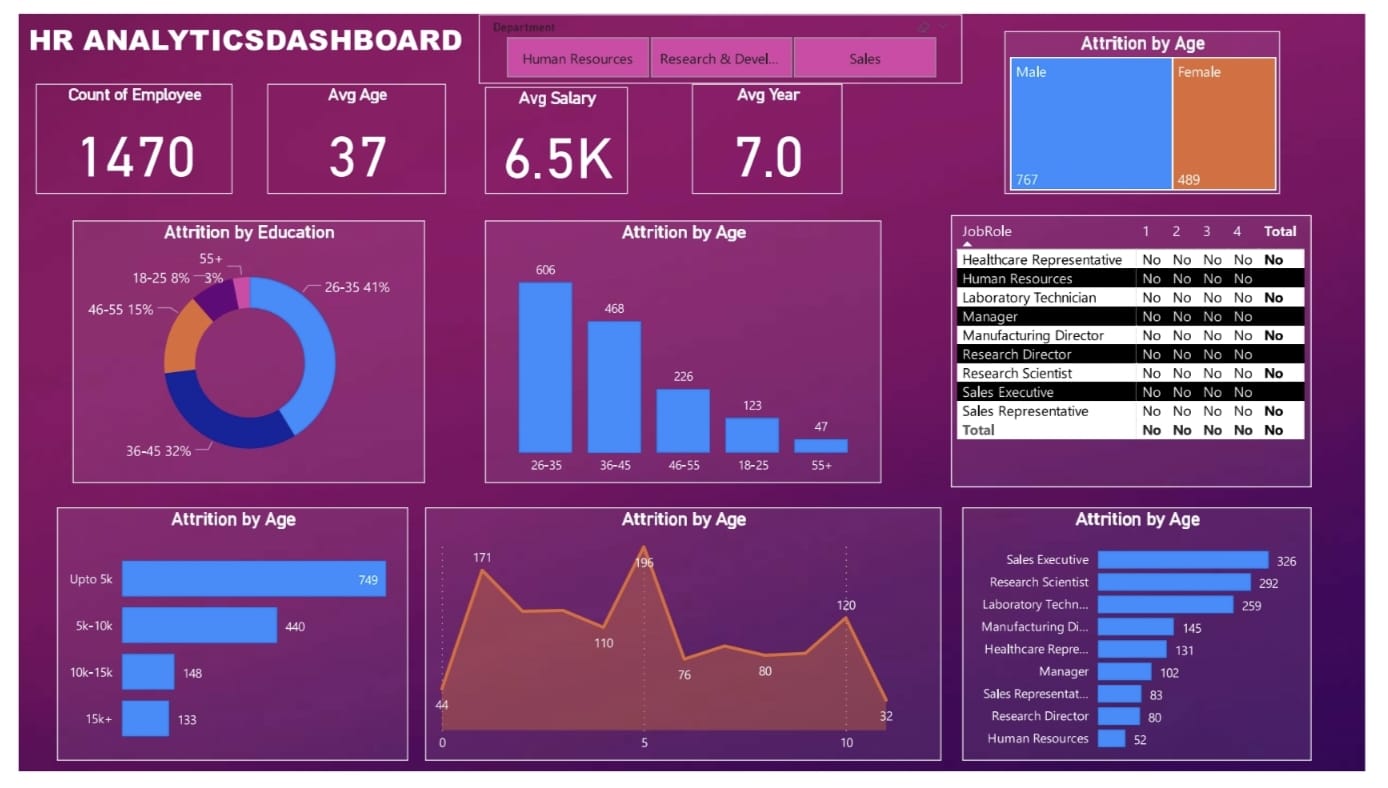 HR ANALYTICSDASHBOARD
Department
Human Resources
Research & Devel...
Sales
Count of Employee
1470
Avg Age
37
Avg Salary
6.5K
Avg Year
7.0
Attrition by Age
Male
Female
767
489
Attrition by Education
55+
3%
18-25 8%
26-35 41%
46-55 15%
36-45 32%
Attrition by Age
606
468
226
123
47
26-35 36-45 46-55 18-25 55+
JobRole 1 2 3 4 Total
Healthcare Representative No No No No No
Human Resources No No No No
Laboratory Technician No No No No No
Manager No No No No
Manufacturing Director No No No No No
Research Director No No No No
Research Scientist No No No No No
Sales Executive No No No No
Sales Representative No No No No No
Total No No No No No
Attrition by Age
Upto 5k 749
5k-10k 440
10k-15k 148
15k+ 133
Attrition by Age
171
196
120
110
76
80
44
32
0 5 10
Attrition by Age
Sales Executive 326
Research Scientist 292
Laboratory Techn... 259
Manufacturing Di... 145
Healthcare Repre... 131
Manager 102
Sales Representat... 83
Research Director 80
Human Resources 52